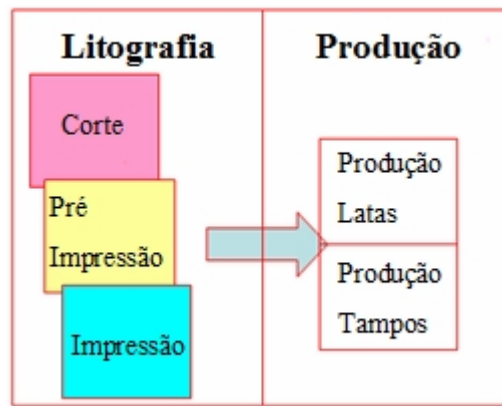 Litografia
Corte
Pré
Impressão
Impressão
Produção
Produção
Latas
Produção
Tampos